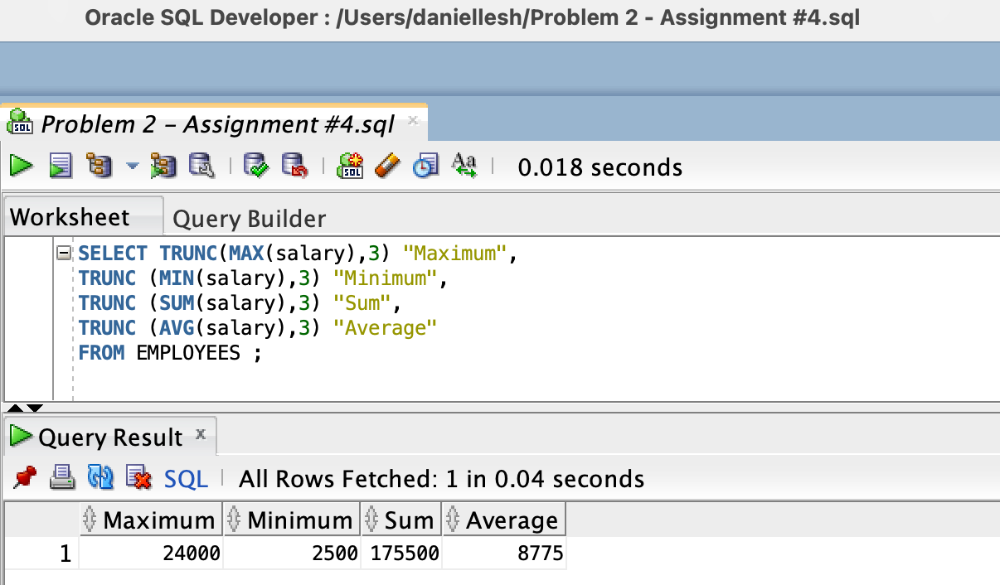 Oracle SQL Developer : /Users/daniellesh/Problem 2 - Assignment #4.sql
SQL Problem 2 – Assignment #4.sql x
SQL Aa 0.018 seconds
Worksheet Query Builder
SELECT TRUNC(MAX(salary),3) "Maximum",
TRUNC (MIN(salary),3) "Minimum",
TRUNC (SUM(salary),3) "Sum",
TRUNC (AVG(salary),3) "Average"
FROM EMPLOYEES ;
Query Result x
SQL All Rows Fetched: 1 in 0.04 seconds
Maximum Minimum Sum Average
1 24000 2500 175500 8775